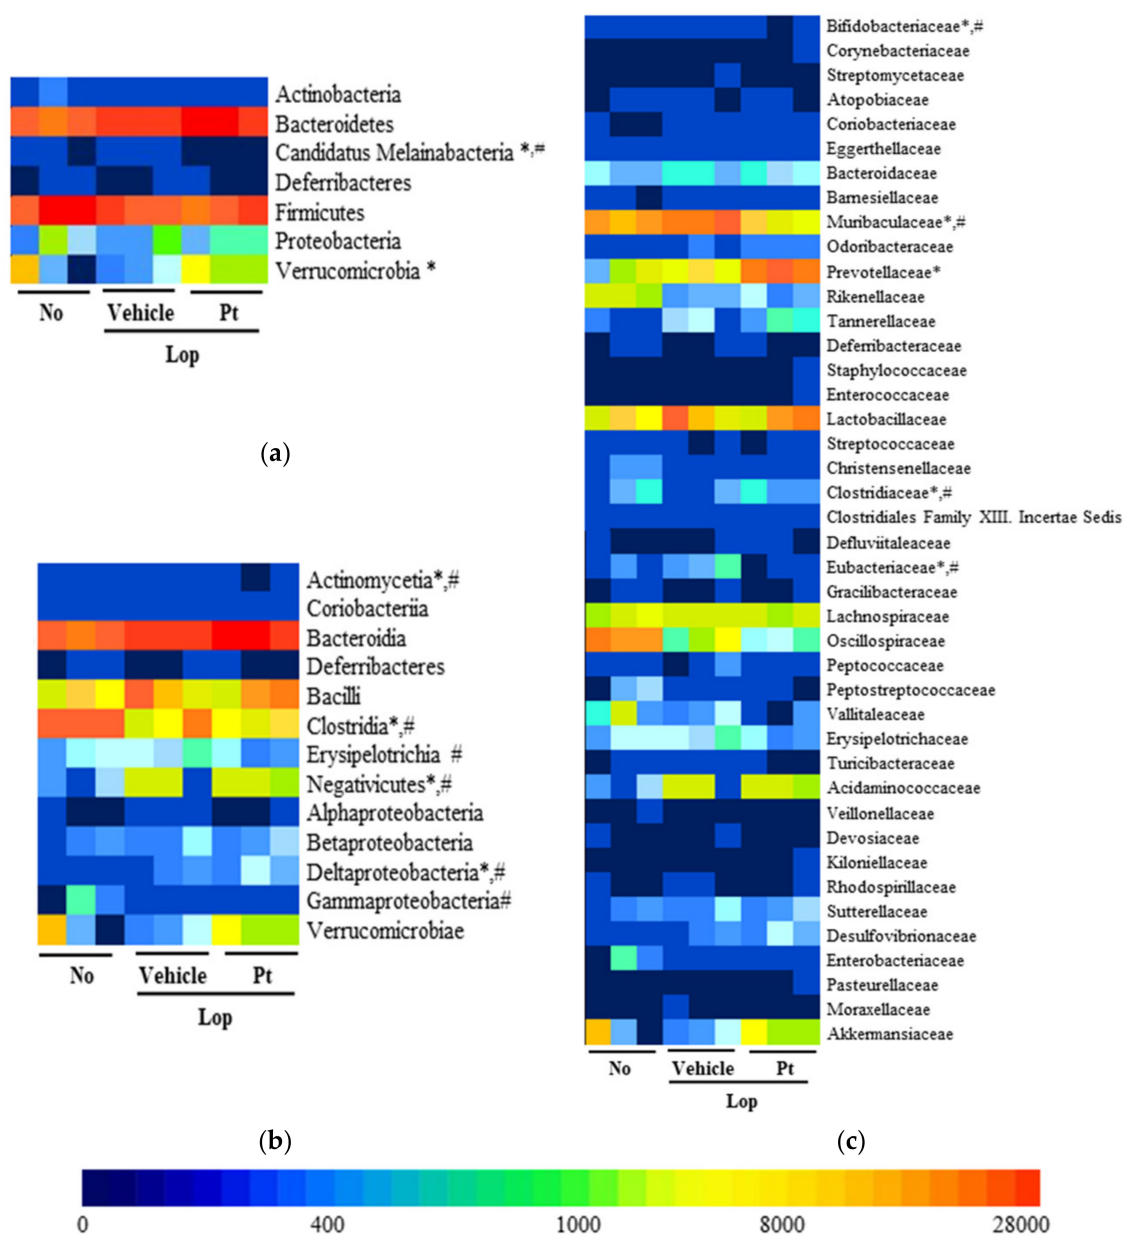 Actinobacteria
Bacteroidetes
Candidatus Melainabacteria *,#
Deferribacteres
Firmicutes
Proteobacteria
Verrucomicrobia *
No Vehicle Pt
Lop
(a)
Actinomycetia*,#
Coriobacteriia
Bacteroidia
Deferribacteres
Bacilli
Clostridia*,#
Erysipelotrichia #
Negativicutes*,#
Alphaproteobacteria
Betaproteobacteria
Deltaproteobacteria*,#
Gammaproteobacteria#
Verrucomicrobiae
No Vehicle Pt
Lop
(b)
Bifidobacteriaceae*,#
Corynebacteriaceae
Streptomycetaceae
Atopobiaceae
Coriobacteriaceae
Eggerthellaceae
Bacteroidaceae
Barnesiellaceae
Muribaculaceae*,#
Odoribacteraceae
Prevotellaceae*
Rikenellaceae
Tannerellaceae
Deferribacteraceae
Staphylococcaceae
Enterococcaceae
Lactobacillaceae
Streptococcaceae
Christensenellaceae
Clostridiaceae*,#
Clostridiales Family XIII. Incertae Sedis
Defluviitaleaceae
Eubacteriaceae*,#
Gracilibacteraceae
Lachnospiraceae
Oscillospiraceae
Peptococcaceae
Peptostreptococcaceae
Vallitaleaceae
Erysipelotrichaceae
Turicibacteraceae
Acidaminococcaceae
Veillonellaceae
Devosiaceae
Kiloniellaceae
Rhodospirillaceae
Sutterellaceae
Desulfovibrionaceae
Enterobacteriaceae
Pasteurellaceae
Moraxellaceae
Akkermansiaceae
No Vehicle Pt
Lop
(c)
0 400 1000 8000 28000